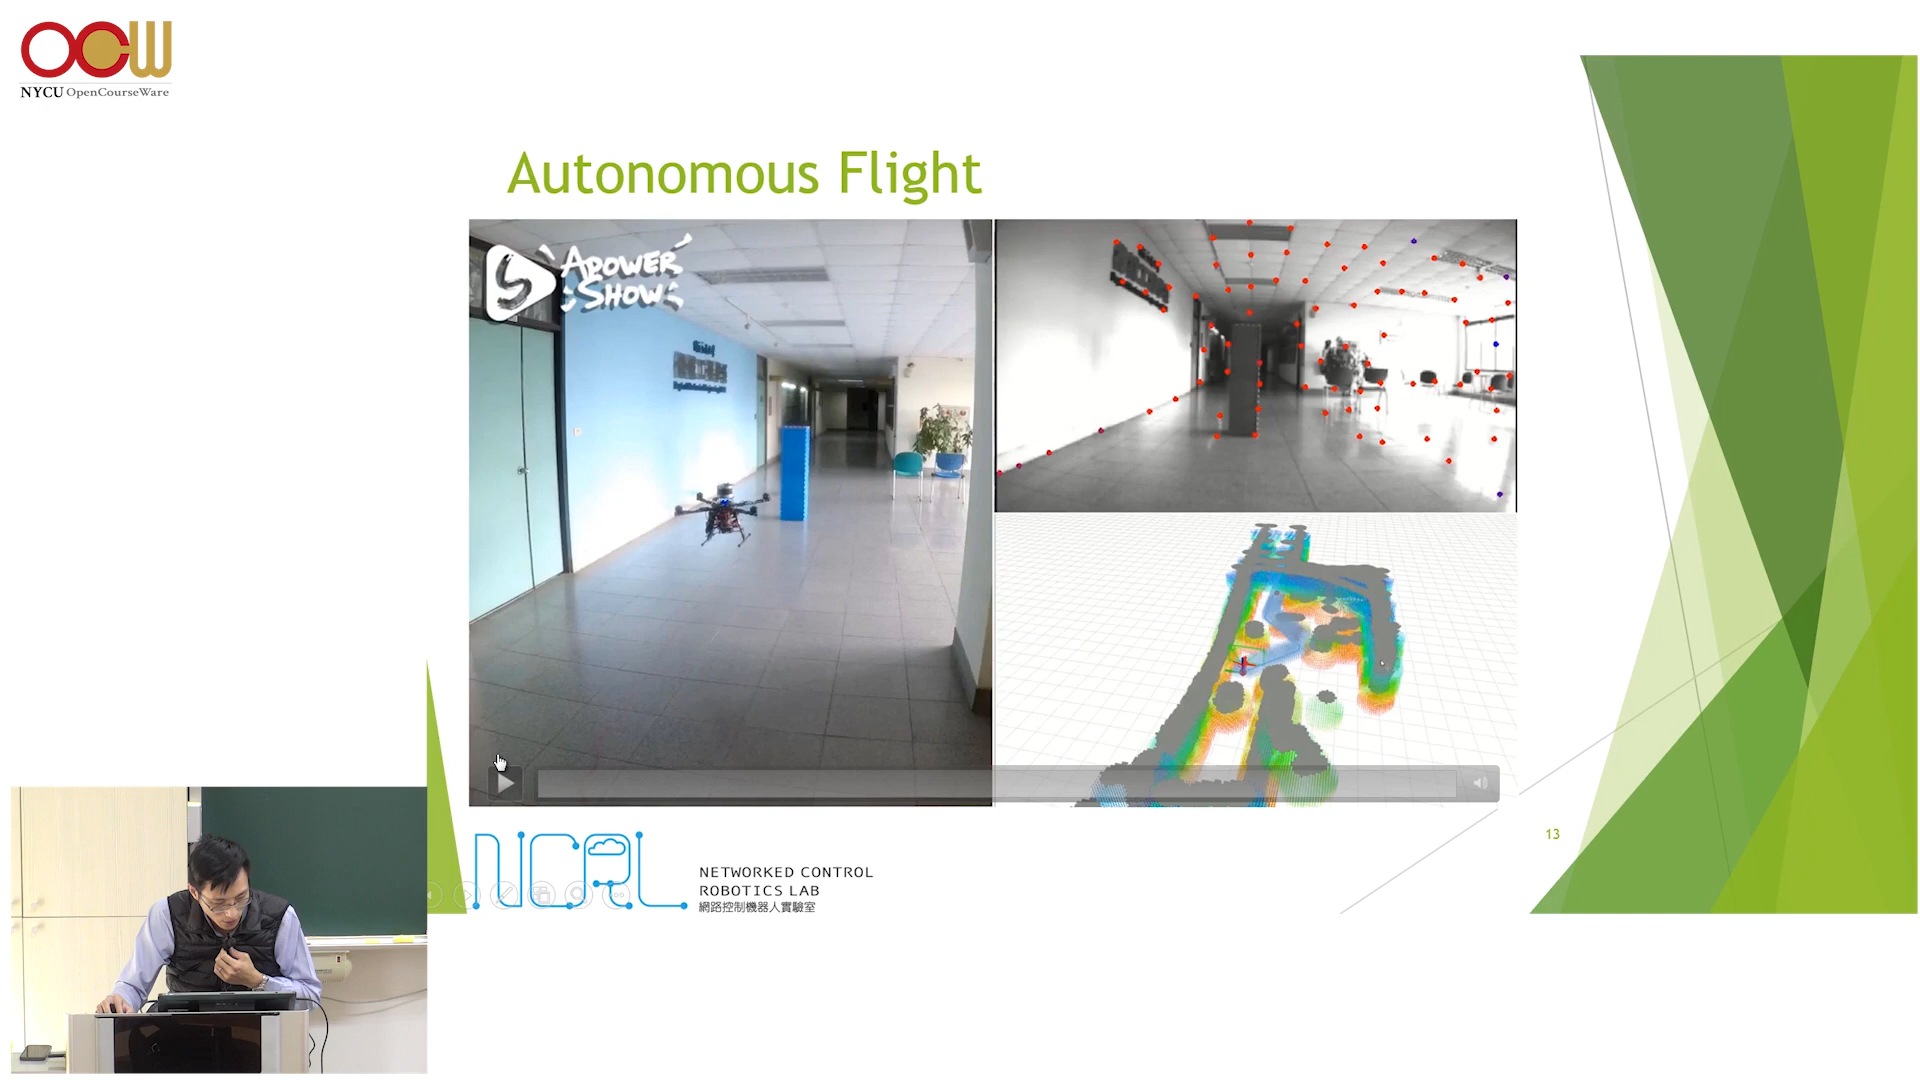 OCW
NYCU OpenCourseWare
Autonomous Flight
APOWER
SHOW
13
NCRL
NETWORKED CONTROL
ROBOTICS LAB
網路控制機器人實驗室